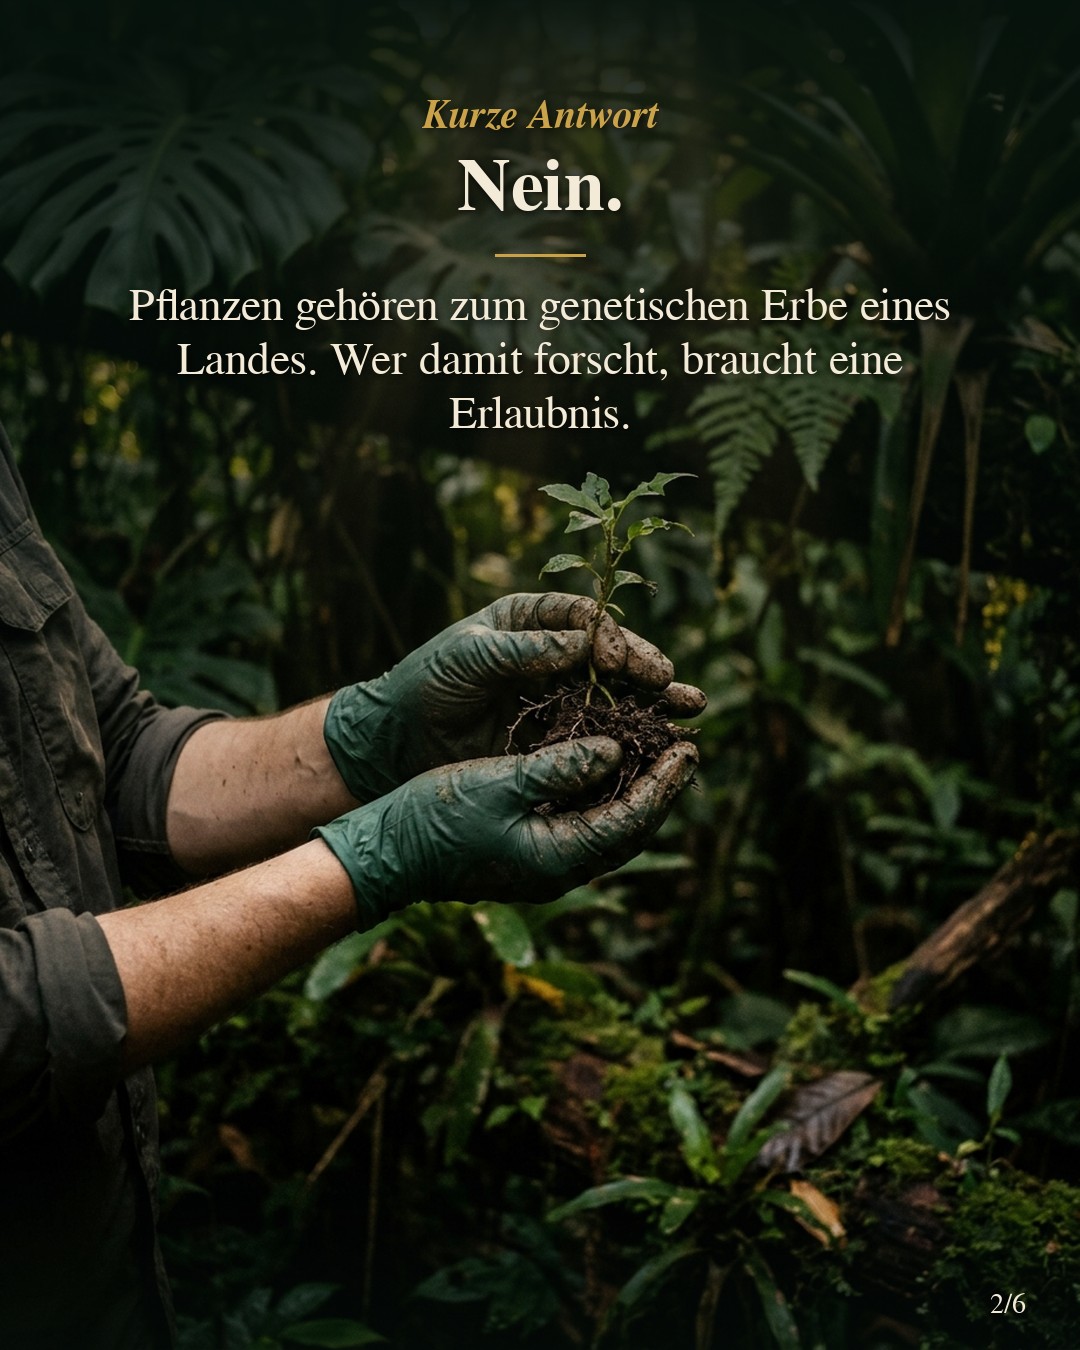 Kurze Antwort
Nein.
Pflanzen gehören zum genetischen Erbe eines
Landes. Wer damit forscht, braucht eine
Erlaubnis.
2/6